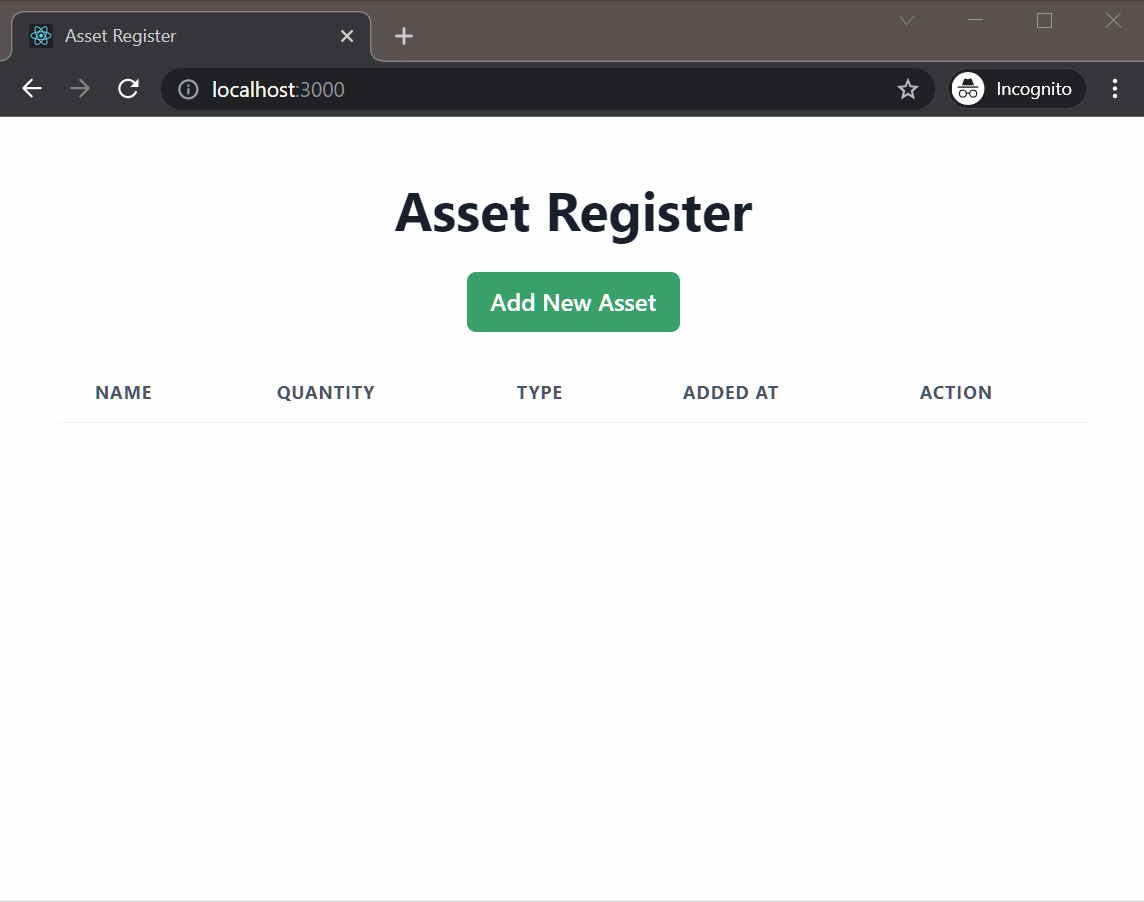 Asset Register
localhost:3000
Incognito
Asset Register
Add New Asset
NAME QUANTITY TYPE ADDED AT ACTION